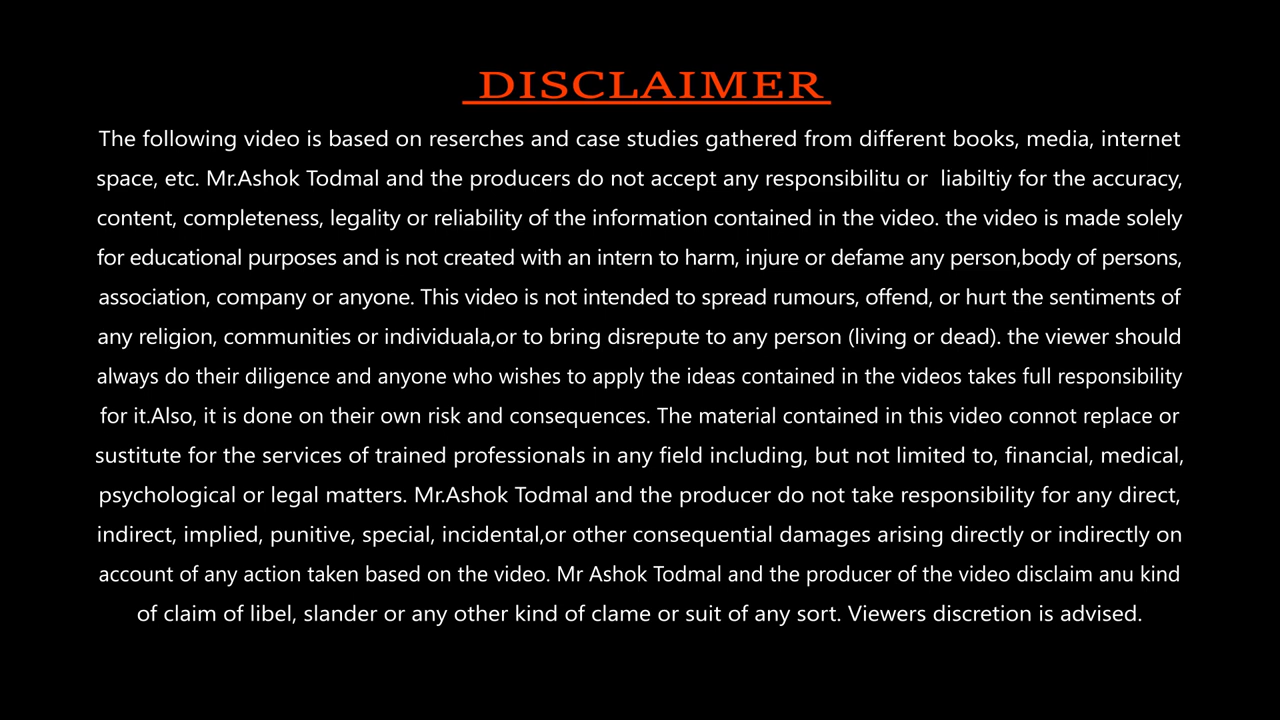 DISCLAIMER
The following video is based on reserches and case studies gathered from different books, media, internet
space, etc. Mr.Ashok Todmal and the producers do not accept any responsibilitu or  liabiltiy for the accuracy,
content, completeness, legality or reliability of the information contained in the video. the video is made solely
for educational purposes and is not created with an intern to harm, injure or defame any person,body of persons,
association, company or anyone. This video is not intended to spread rumours, offend, or hurt the sentiments of
any religion, communities or individuala,or to bring disrepute to any person (living or dead). the viewer should
always do their diligence and anyone who wishes to apply the ideas contained in the videos takes full responsibility
for it.Also, it is done on their own risk and consequences. The material contained in this video connot replace or
sustitute for the services of trained professionals in any field including, but not limited to, financial, medical,
psychological or legal matters. Mr.Ashok Todmal and the producer do not take responsibility for any direct,
indirect, implied, punitive, special, incidental,or other consequential damages arising directly or indirectly on
account of any action taken based on the video. Mr Ashok Todmal and the producer of the video disclaim anu kind
of claim of libel, slander or any other kind of clame or suit of any sort. Viewers discretion is advised.